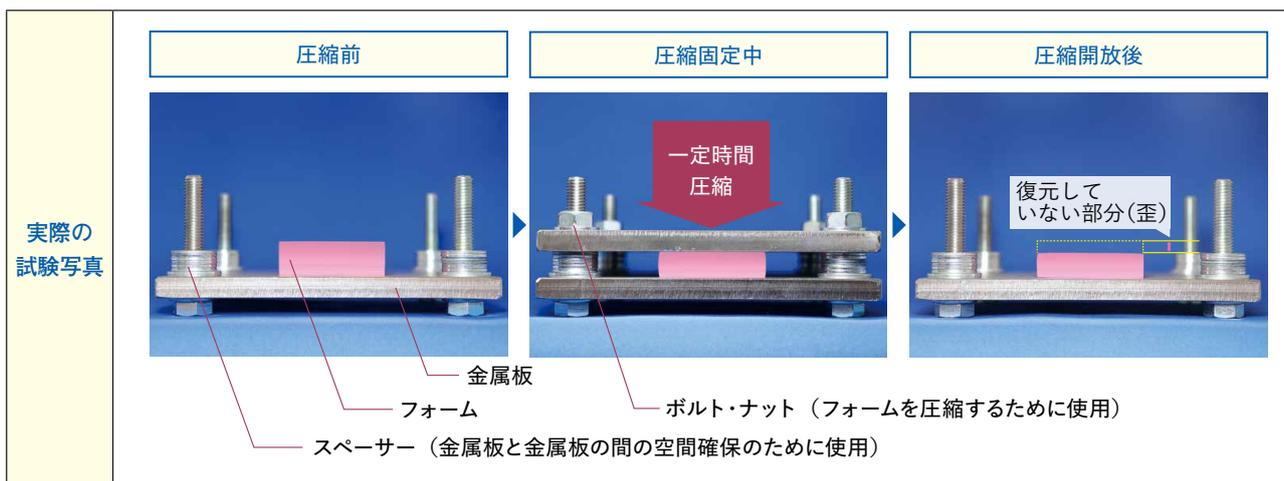 実際の
試験写真
圧縮前
圧縮固定中
圧縮開放後
一定時間
圧縮
復元して
いない部分(歪)
金属板
フォーム
ボルト・ナット（フォームを圧縮するために使用）
スペーサー（金属板と金属板の間の空間確保のために使用）